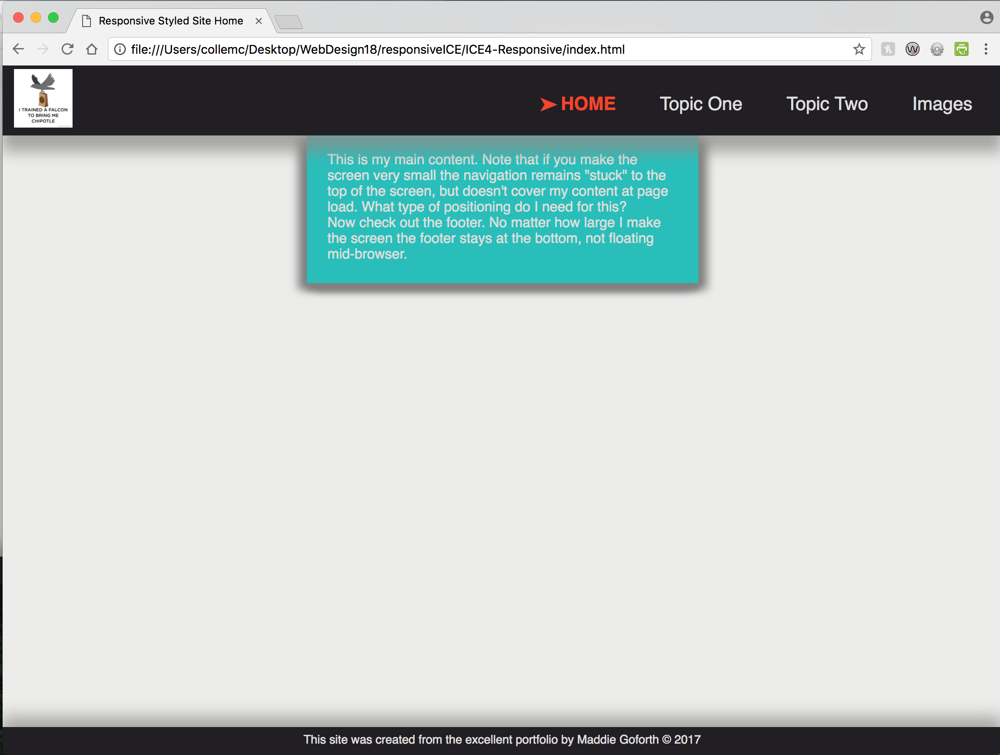 Responsive Styled Site Home
file:///Users/collemc/Desktop/WebDesign18/responsiveICE/ICE4-Responsive/index.html
I TRAINED A FALCON
TO BRING ME
CHIPOTLE
➤ HOME Topic One Topic Two Images
This is my main content. Note that if you make the
screen very small the navigation remains "stuck" to the
top of the screen, but doesn't cover my content at page
load. What type of positioning do I need for this?
Now check out the footer. No matter how large I make
the screen the footer stays at the bottom, not floating
mid-browser.
This site was created from the excellent portfolio by Maddie Goforth © 2017